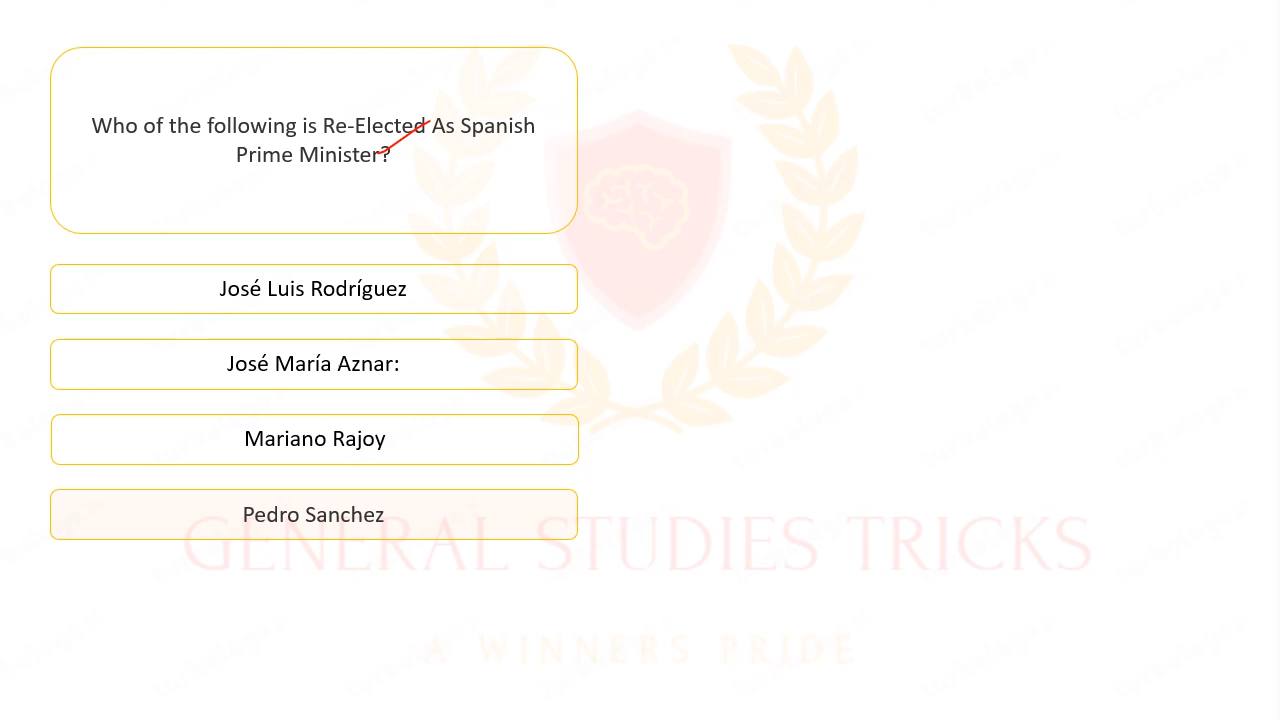 Who of the following is Re-Elected As Spanish
Prime Minister?
José Luis Rodríguez
José María Aznar:
Mariano Rajoy
Pedro Sanchez
GENERAL STUDIES TRICKS
A WINNERS PRIDE